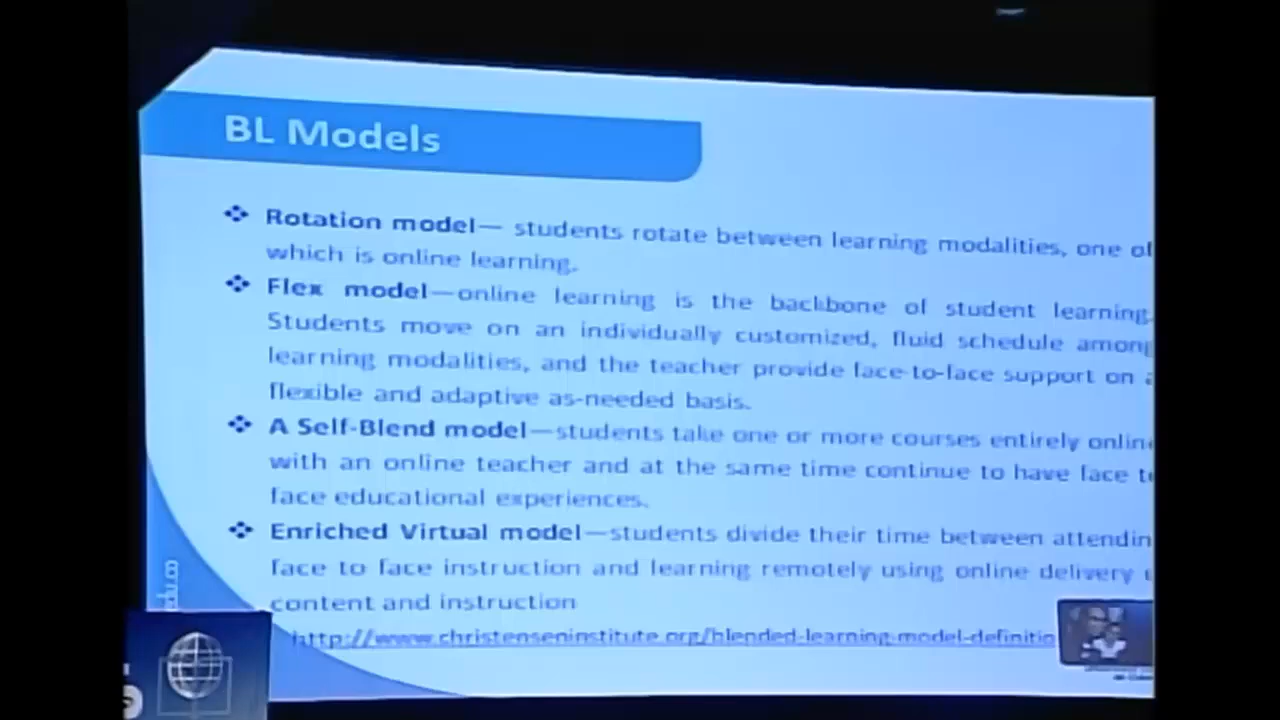 BL Models
❖ Rotation model— students rotate between learning modalities, one of
which is online learning.
❖ Flex model—online learning is the backbone of student learning.
Students move on an individually customized, fluid schedule among
learning modalities, and the teacher provide face-to-face support on a
flexible and adaptive as-needed basis.
❖ A Self-Blend model—students take one or more courses entirely online
with an online teacher and at the same time continue to have face to
face educational experiences.
❖ Enriched Virtual model—students divide their time between attendin
face to face instruction and learning remotely using online delivery
content and instruction
http://www.christenseninstitute.org/blended-learning-model-definitio
edu.co